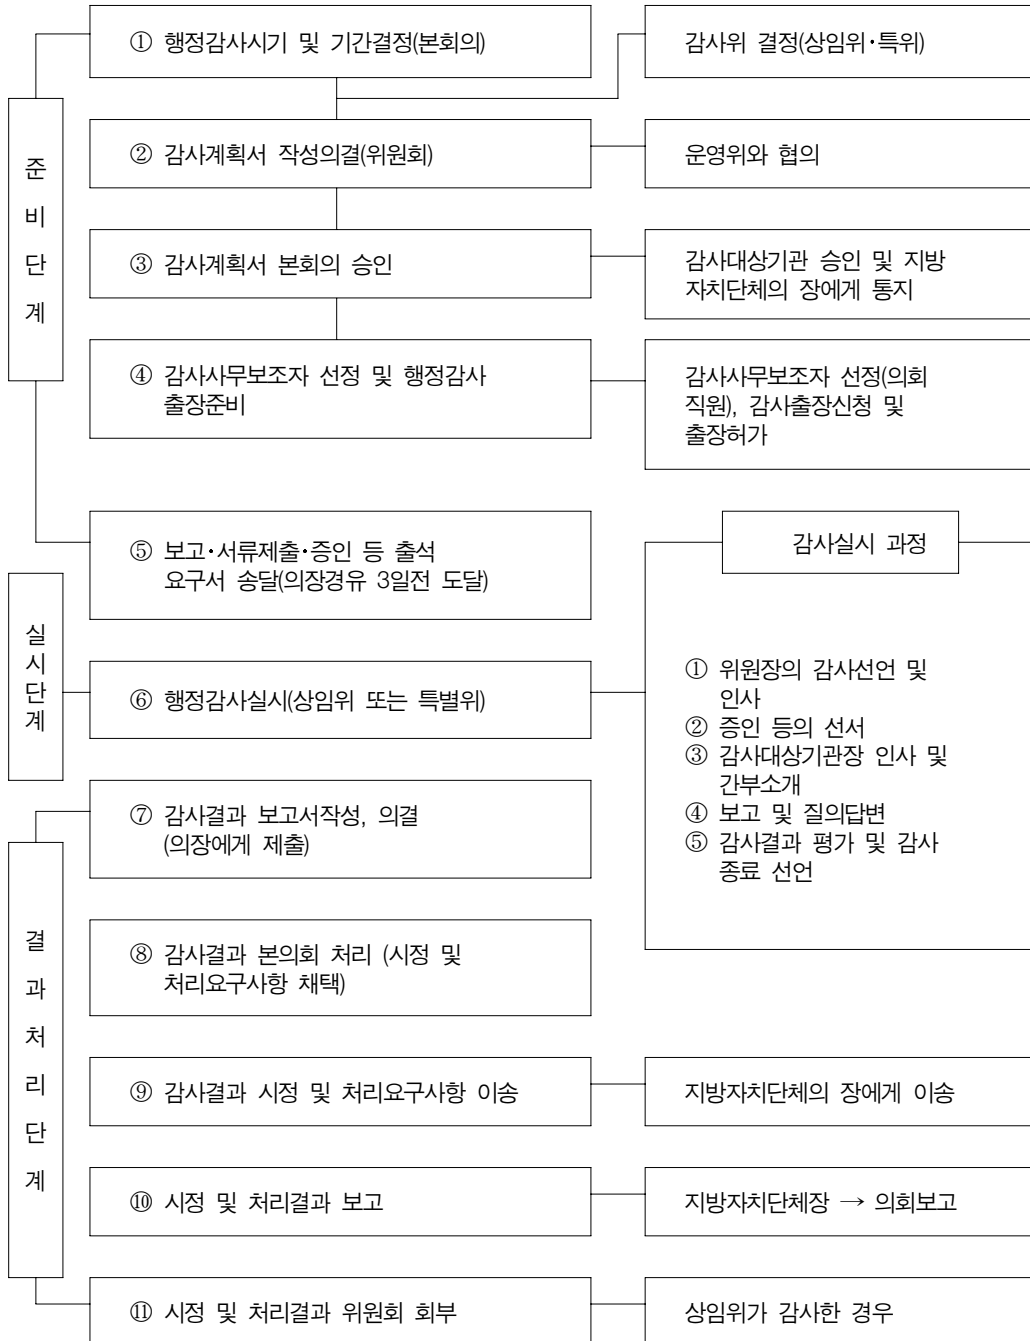 ① 행정감사시기 및 기간결정(본회의)
감사위 결정(상임위·특위)
준비단계
② 감사계획서 작성의결(위원회)
운영위와 협의
③ 감사계획서 본회의 승인
감사대상기관 승인 및 지방
자치단체의 장에게 통지
④ 감사사무보조자 선정 및 행정감사
출장준비
감사사무보조자 선정(의회
직원), 감사출장신청 및
출장허가
⑤ 보고·서류제출·증인 등 출석
요구서 송달(의장경유 3일전 도달)
실시단계
⑥ 행정감사실시(상임위 또는 특별위)
감사실시 과정
① 위원장의 감사선언 및
인사
② 증인 등의 선서
③ 감사대상기관장 인사 및
간부소개
④ 보고 및 질의답변
⑤ 감사결과 평가 및 감사
종료 선언
결과처리단계
⑦ 감사결과 보고서작성, 의결
(의장에게 제출)
⑧ 감사결과 본의회 처리 (시정 및
처리요구사항 채택)
⑨ 감사결과 시정 및 처리요구사항 이송
지방자치단체의 장에게 이송
⑩ 시정 및 처리결과 보고
지방자치단체장 → 의회보고
⑪ 시정 및 처리결과 위원회 회부
상임위가 감사한 경우